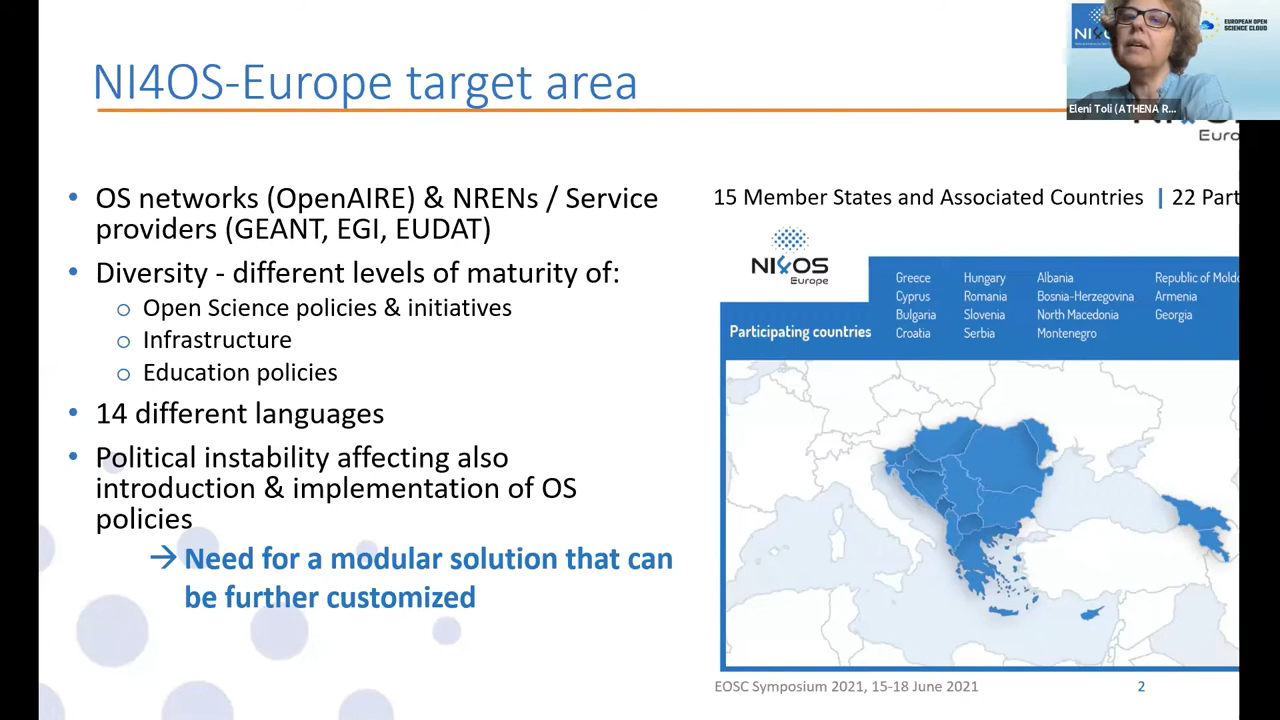 NI4OS-Europe target area
EUROPEAN OPEN
SCIENCE CLOUD
Eleni Toli (ATHENA R...
• OS networks (OpenAIRE) & NRENs / Service
providers (GEANT, EGI, EUDAT)
• Diversity - different levels of maturity of:
o Open Science policies & initiatives
o Infrastructure
o Education policies
• 14 different languages
• Political instability affecting also
introduction & implementation of OS
policies
→ Need for a modular solution that can
be further customized
15 Member States and Associated Countries | 22 Part
NI4OS
Europe
Participating countries
Greece
Cyprus
Bulgaria
Croatia
Hungary
Romania
Slovenia
Serbia
Albania
Bosnia-Herzegovina
North Macedonia
Montenegro
Republic of Moldo
Armenia
Georgia
EOSC Symposium 2021, 15-18 June 2021
2